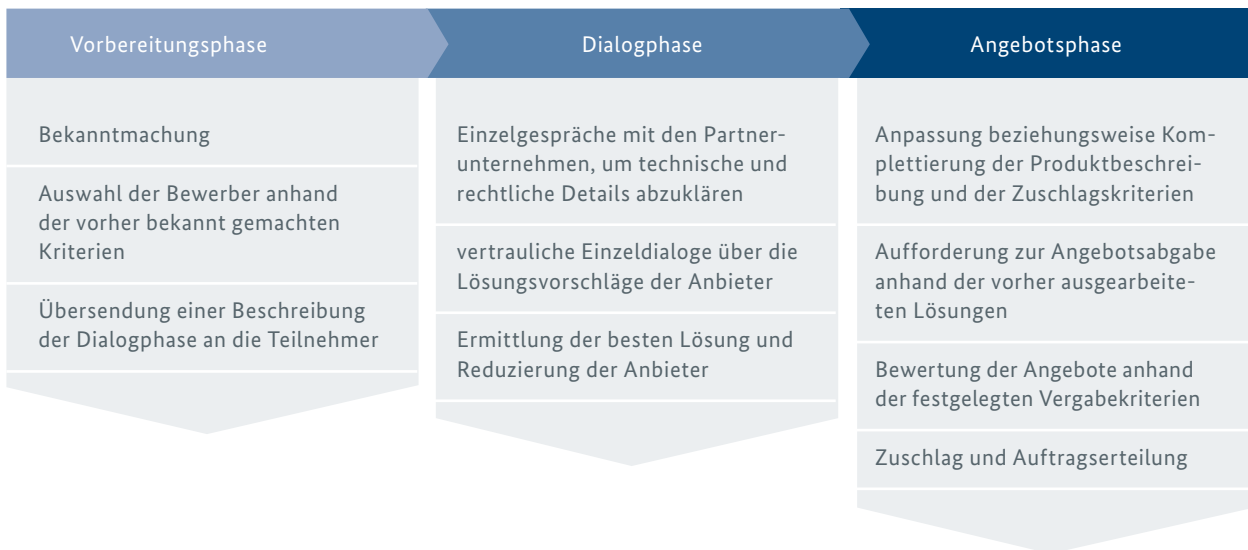 Vorbereitungsphase
Bekanntmachung
Auswahl der Bewerber anhand
der vorher bekannt gemachten
Kriterien
Übersendung einer Beschreibung
der Dialogphase an die Teilnehmer
Dialogphase
Einzelgespräche mit den Partner-
unternehmen, um technische und
rechtliche Details abzuklären
vertrauliche Einzeldialoge über die
Lösungsvorschläge der Anbieter
Ermittlung der besten Lösung und
Reduzierung der Anbieter
Angebotsphase
Anpassung beziehungsweise Kom-
plettierung der Produktbeschrei-
bung und der Zuschlagskriterien
Aufforderung zur Angebotsabgabe
anhand der vorher ausgearbeite-
ten Lösungen
Bewertung der Angebote anhand
der festgelegten Vergabekriterien
Zuschlag und Auftragserteilung